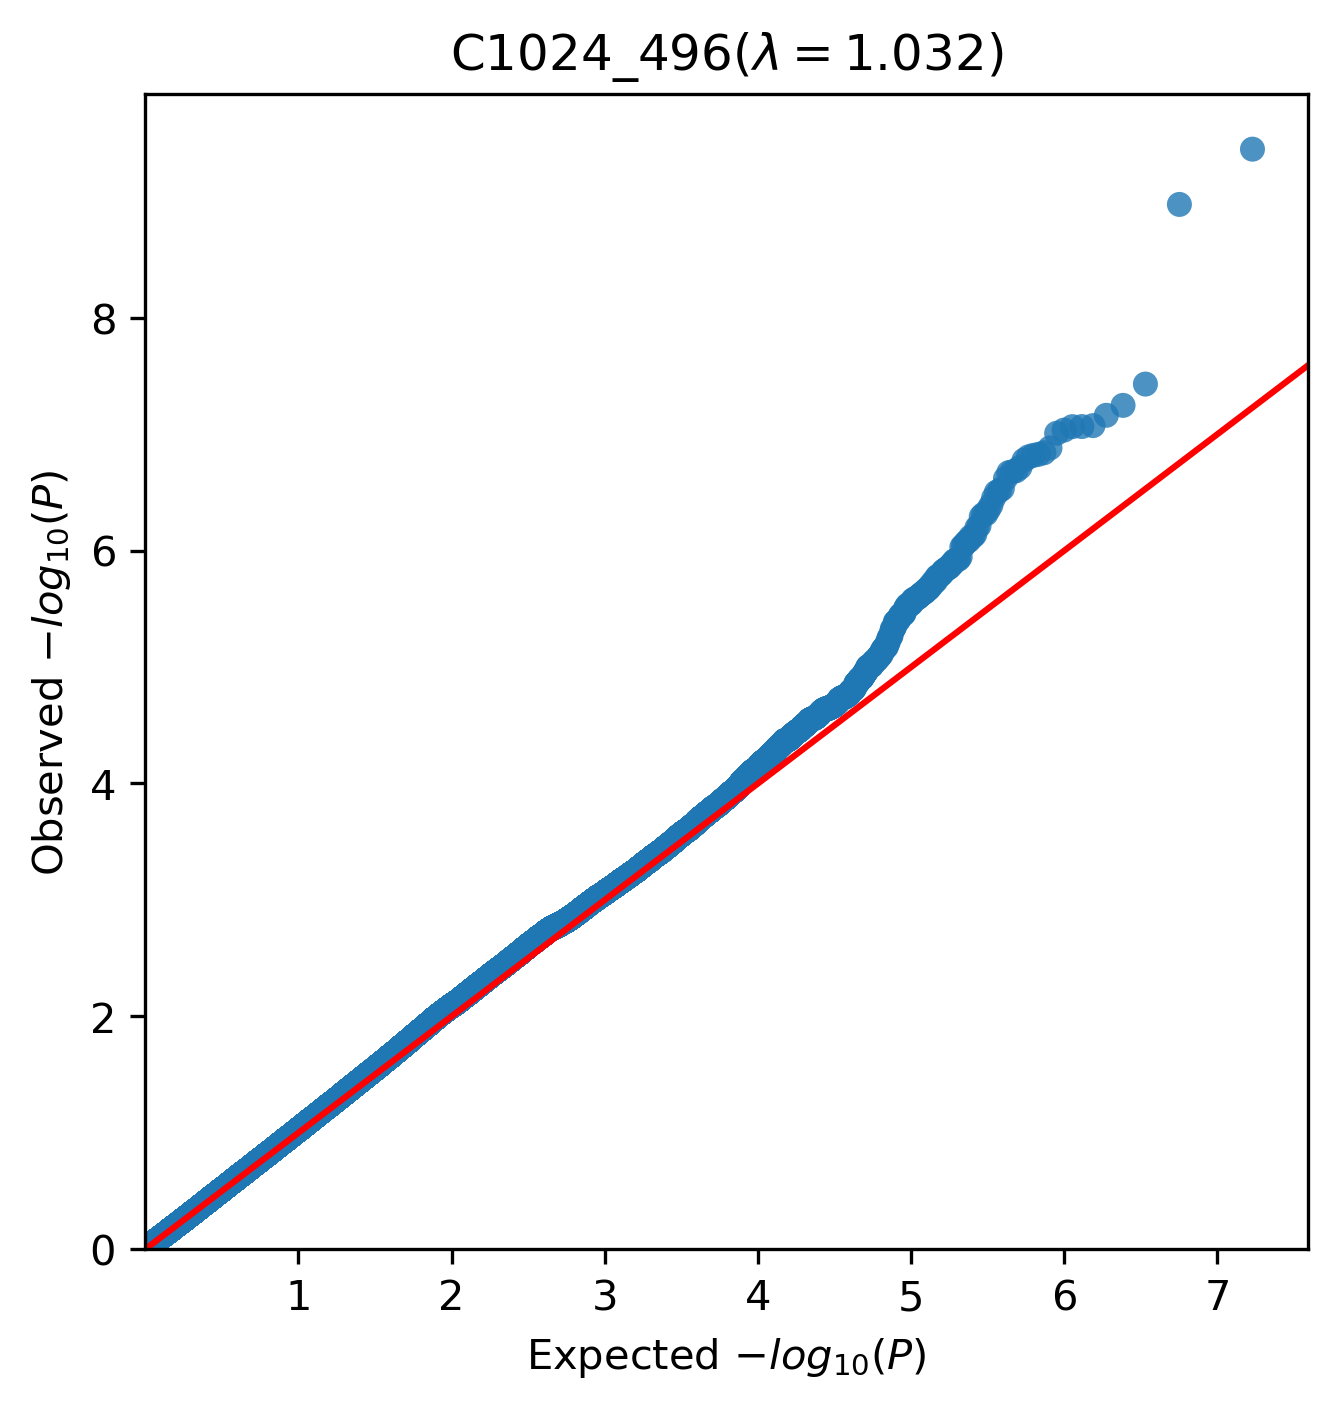 C1024_496(λ = 1.032)
Observed −log₁₀(P)
8
6
4
2
0
1 2 3 4 5 6 7
Expected −log₁₀(P)